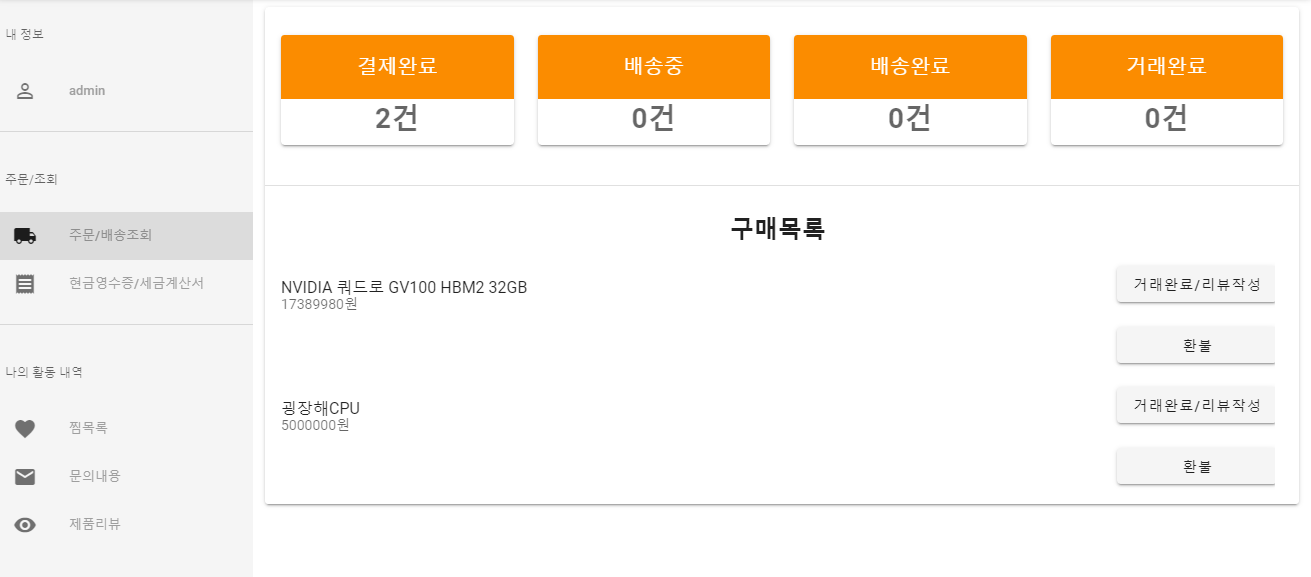 내 정보
admin
주문/조회
주문/배송조회
현금영수증/세금계산서
나의 활동 내역
찜목록
문의내용
제품리뷰
결제완료
2건
배송중
0건
배송완료
0건
거래완료
0건
구매목록
NVIDIA 쿼드로 GV100 HBM2 32GB
17389980원
거래완료/리뷰작성
환불
굉장해CPU
5000000원
거래완료/리뷰작성
환불